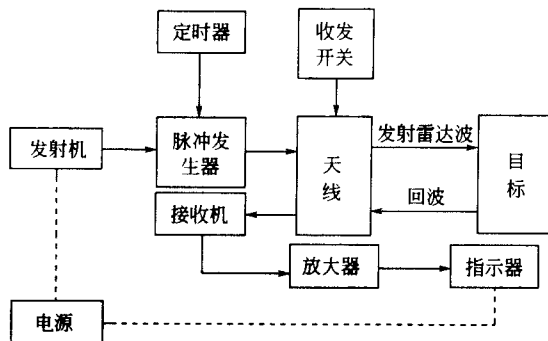 定时器
收发
开关
发射机
脉冲发
生器
天
线
发射雷达波
目
标
回波
接收机
放大器
指示器
电源